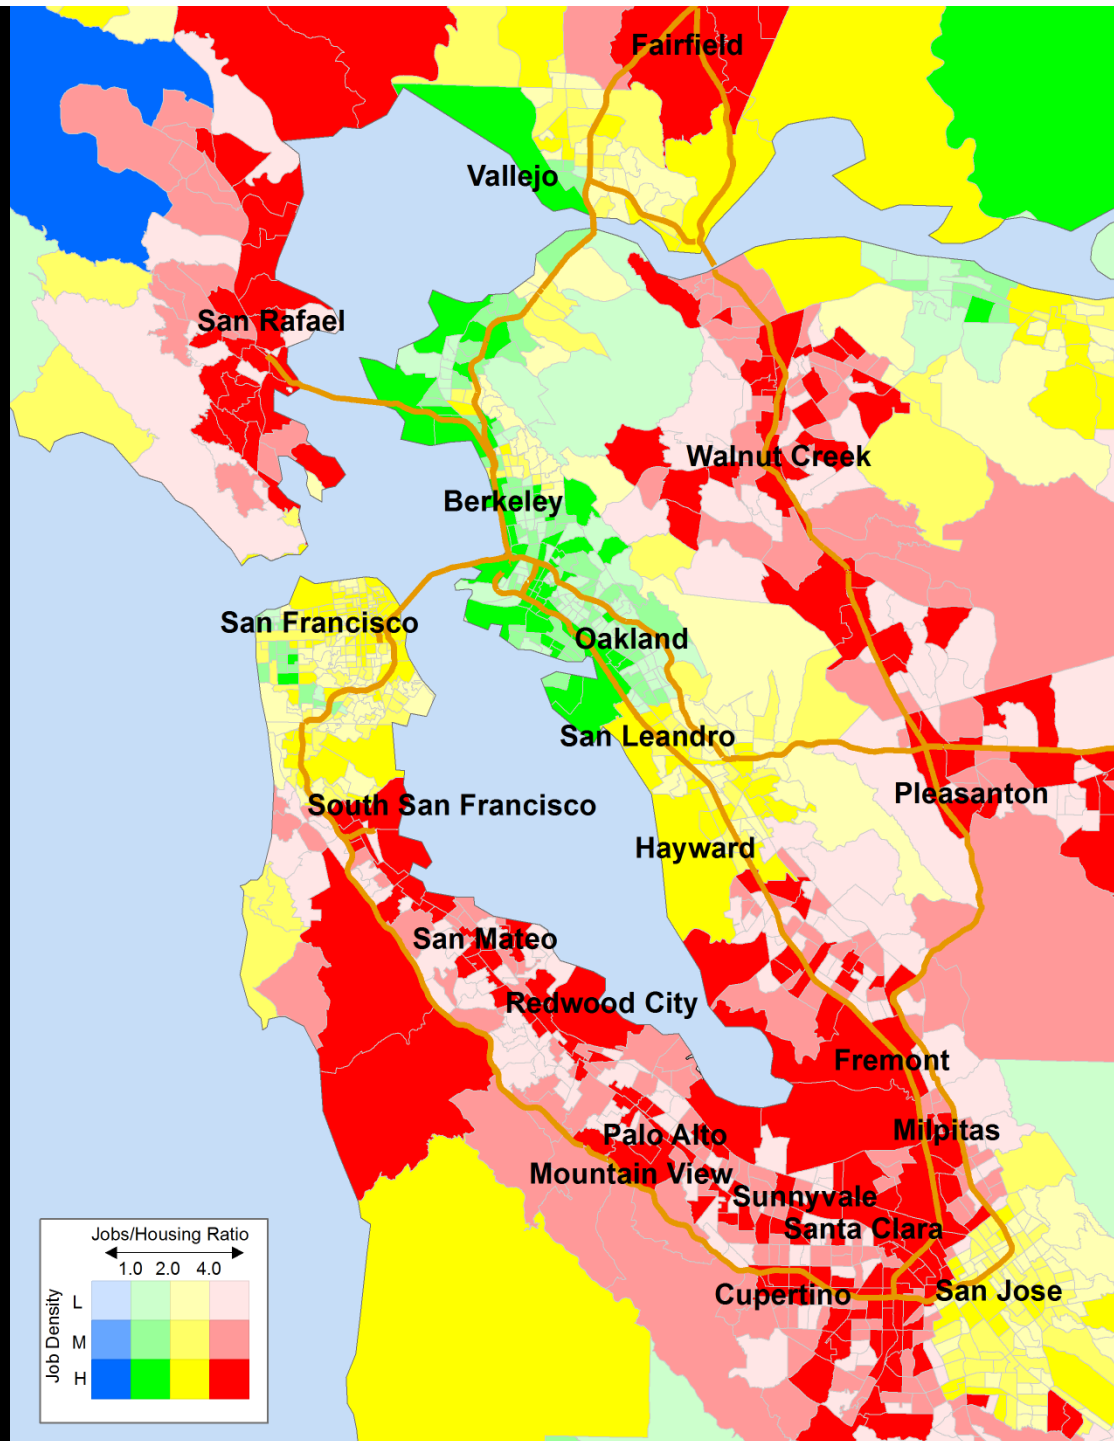 Fairfield
Vallejo
San Rafael
Walnut Creek
Berkeley
San Francisco
Oakland
San Leandro
South San Francisco
Pleasanton
Hayward
San Mateo
Redwood City
Fremont
Palo Alto
Milpitas
Mountain View
Sunnyvale
Santa Clara
Cupertino
San Jose
Jobs/Housing Ratio
1.0 2.0 4.0
Job Density
L
M
H